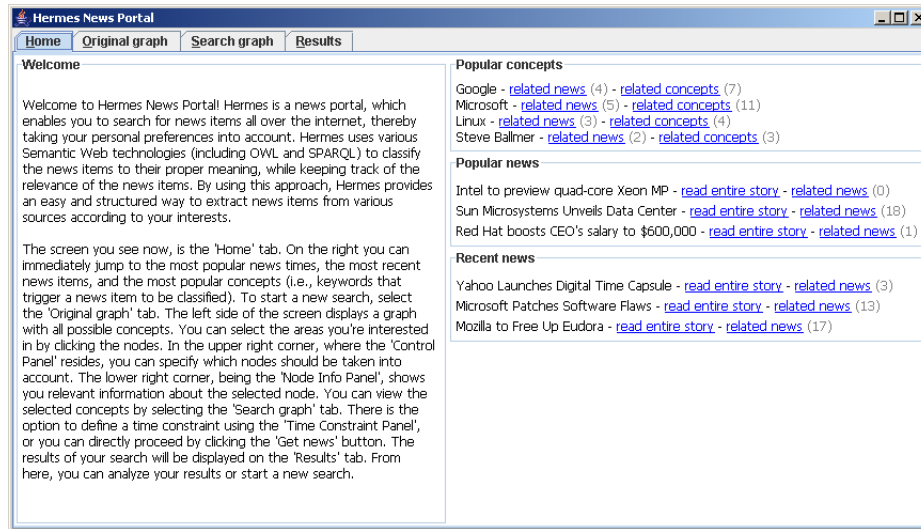 Hermes News Portal
Home Original graph Search graph Results
Welcome
Welcome to Hermes News Portal! Hermes is a news portal, which
enables you to search for news items all over the internet, thereby
taking your personal preferences into account. Hermes uses various
Semantic Web technologies (including OWL and SPARQL) to classify
the news items to their proper meaning, while keeping track of the
relevance of the news items. By using this approach, Hermes provides
an easy and structured way to extract news items from various
sources according to your interests.
The screen you see now, is the 'Home' tab. On the right you can
immediately jump to the most popular news times, the most recent
news items, and the most popular concepts (i.e., keywords that
trigger a news item to be classified). To start a new search, select
the 'Original graph' tab. The left side of the screen displays a graph
with all possible concepts. You can select the areas you're interested
in by clicking the nodes. In the upper right corner, where the 'Control
Panel' resides, you can specify which nodes should be taken into
account. The lower right corner, being the 'Node Info Panel', shows
you relevant information about the selected node. You can view the
selected concepts by selecting the 'Search graph' tab. There is the
option to define a time constraint using the 'Time Constraint Panel',
or you can directly proceed by clicking the 'Get news' button. The
results of your search will be displayed on the 'Results' tab. From
here, you can analyze your results or start a new search.
Popular concepts
Google - related news (4) - related concepts (7)
Microsoft - related news (5) - related concepts (11)
Linux - related news (3) - related concepts (4)
Steve Ballmer - related news (2) - related concepts (3)
Popular news
Intel to preview quad-core Xeon MP - read entire story - related news (0)
Sun Microsystems Unveils Data Center - read entire story - related news (18)
Red Hat boosts CEO's salary to $600,000 - read entire story - related news (1)
Recent news
Yahoo Launches Digital Time Capsule - read entire story - related news (3)
Microsoft Patches Software Flaws - read entire story - related news (13)
Mozilla to Free Up Eudora - read entire story - related news (17)